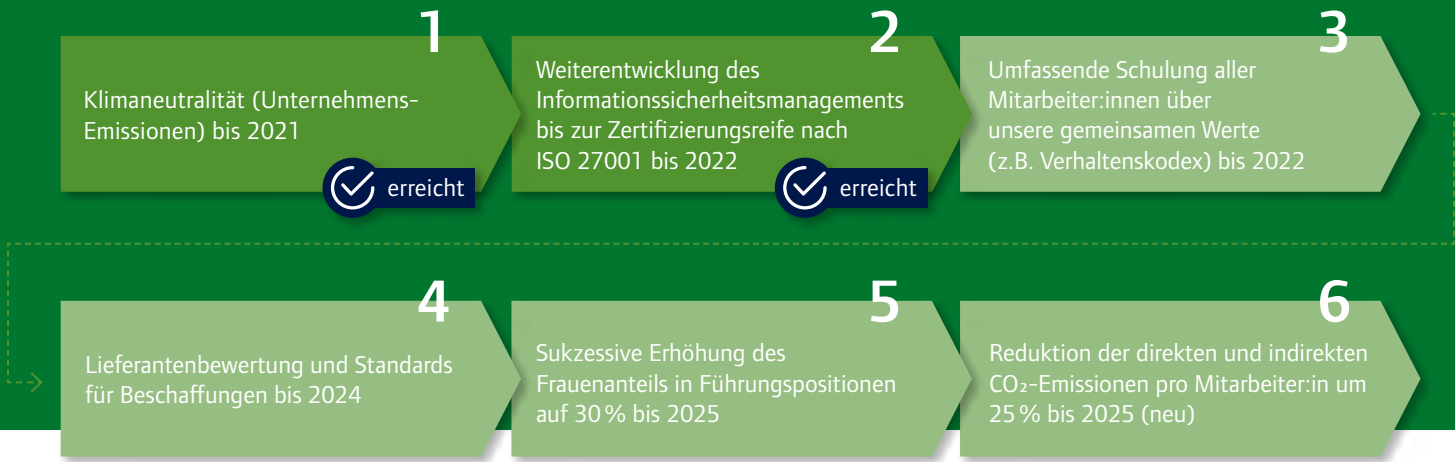 1
Klimaneutralität (Unternehmens-
Emissionen) bis 2021
erreicht
2
Weiterentwicklung des
Informationssicherheitsmanagements
bis zur Zertifizierungsreife nach
ISO 27001 bis 2022
erreicht
3
Umfassende Schulung aller
Mitarbeiter:innen über
unsere gemeinsamen Werte
(z.B. Verhaltenskodex) bis 2022
4
Lieferantenbewertung und Standards
für Beschaffungen bis 2024
5
Sukzessive Erhöhung des
Frauenanteils in Führungspositionen
auf 30 % bis 2025
6
Reduktion der direkten und indirekten
CO₂-Emissionen pro Mitarbeiter:in um
25 % bis 2025 (neu)